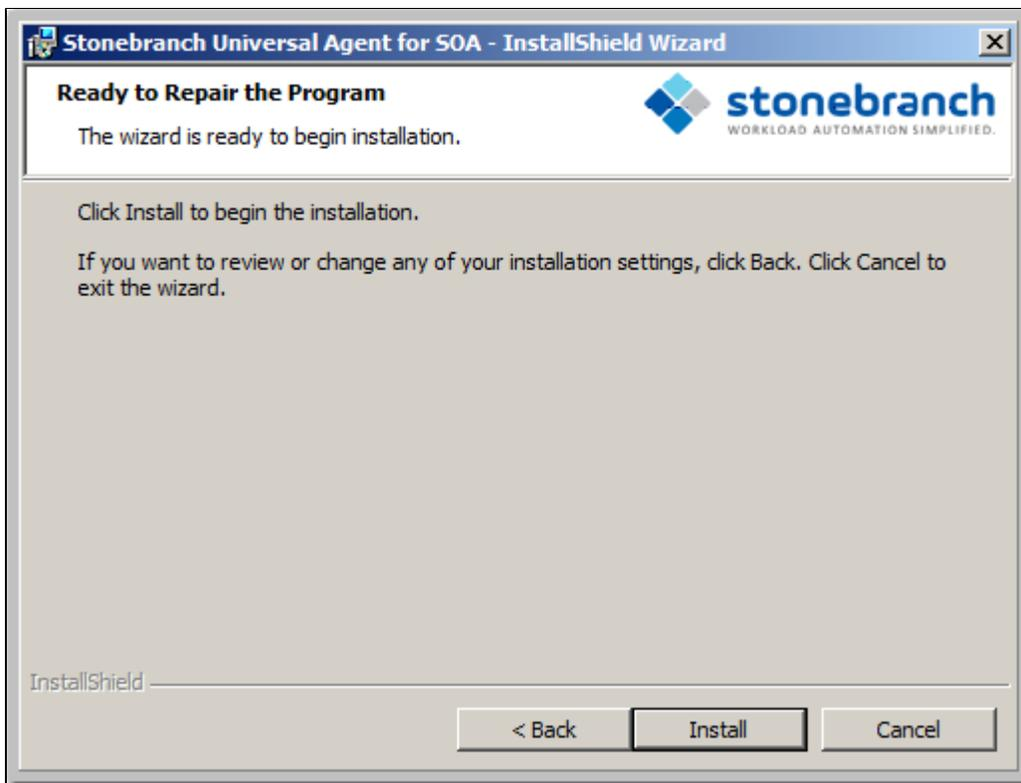 Stonebranch Universal Agent for SOA - InstallShield Wizard
Ready to Repair the Program
The wizard is ready to begin installation.
stonebranch
WORKLOAD AUTOMATION SIMPLIFIED.
Click Install to begin the installation.
If you want to review or change any of your installation settings, click Back. Click Cancel to
exit the wizard.
InstallShield
< Back
Install
Cancel